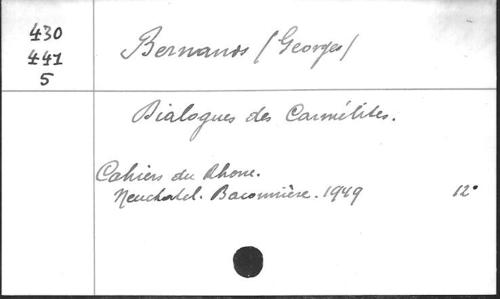 430
441
5
Bernanos (Georges)
Dialogues des Carmélites.
Cahiers du Rhone.
Neuchatel. Baconnière. 1949 12°